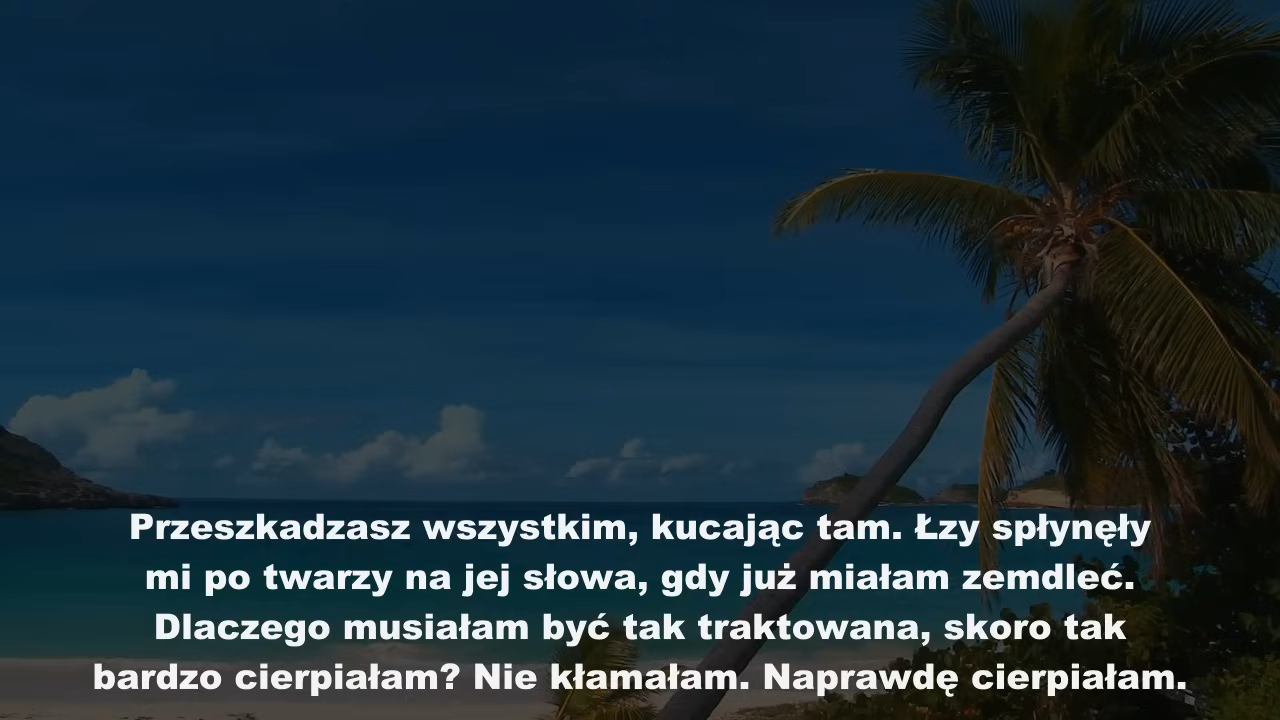 Przeszkadzasz wszystkim, kucając tam. Łzy spłynęły
mi po twarzy na jej słowa, gdy już miałam zemdleć.
Dlaczego musiałam być tak traktowana, skoro tak
bardzo cierpiałam? Nie kłamałam. Naprawdę cierpiałam.